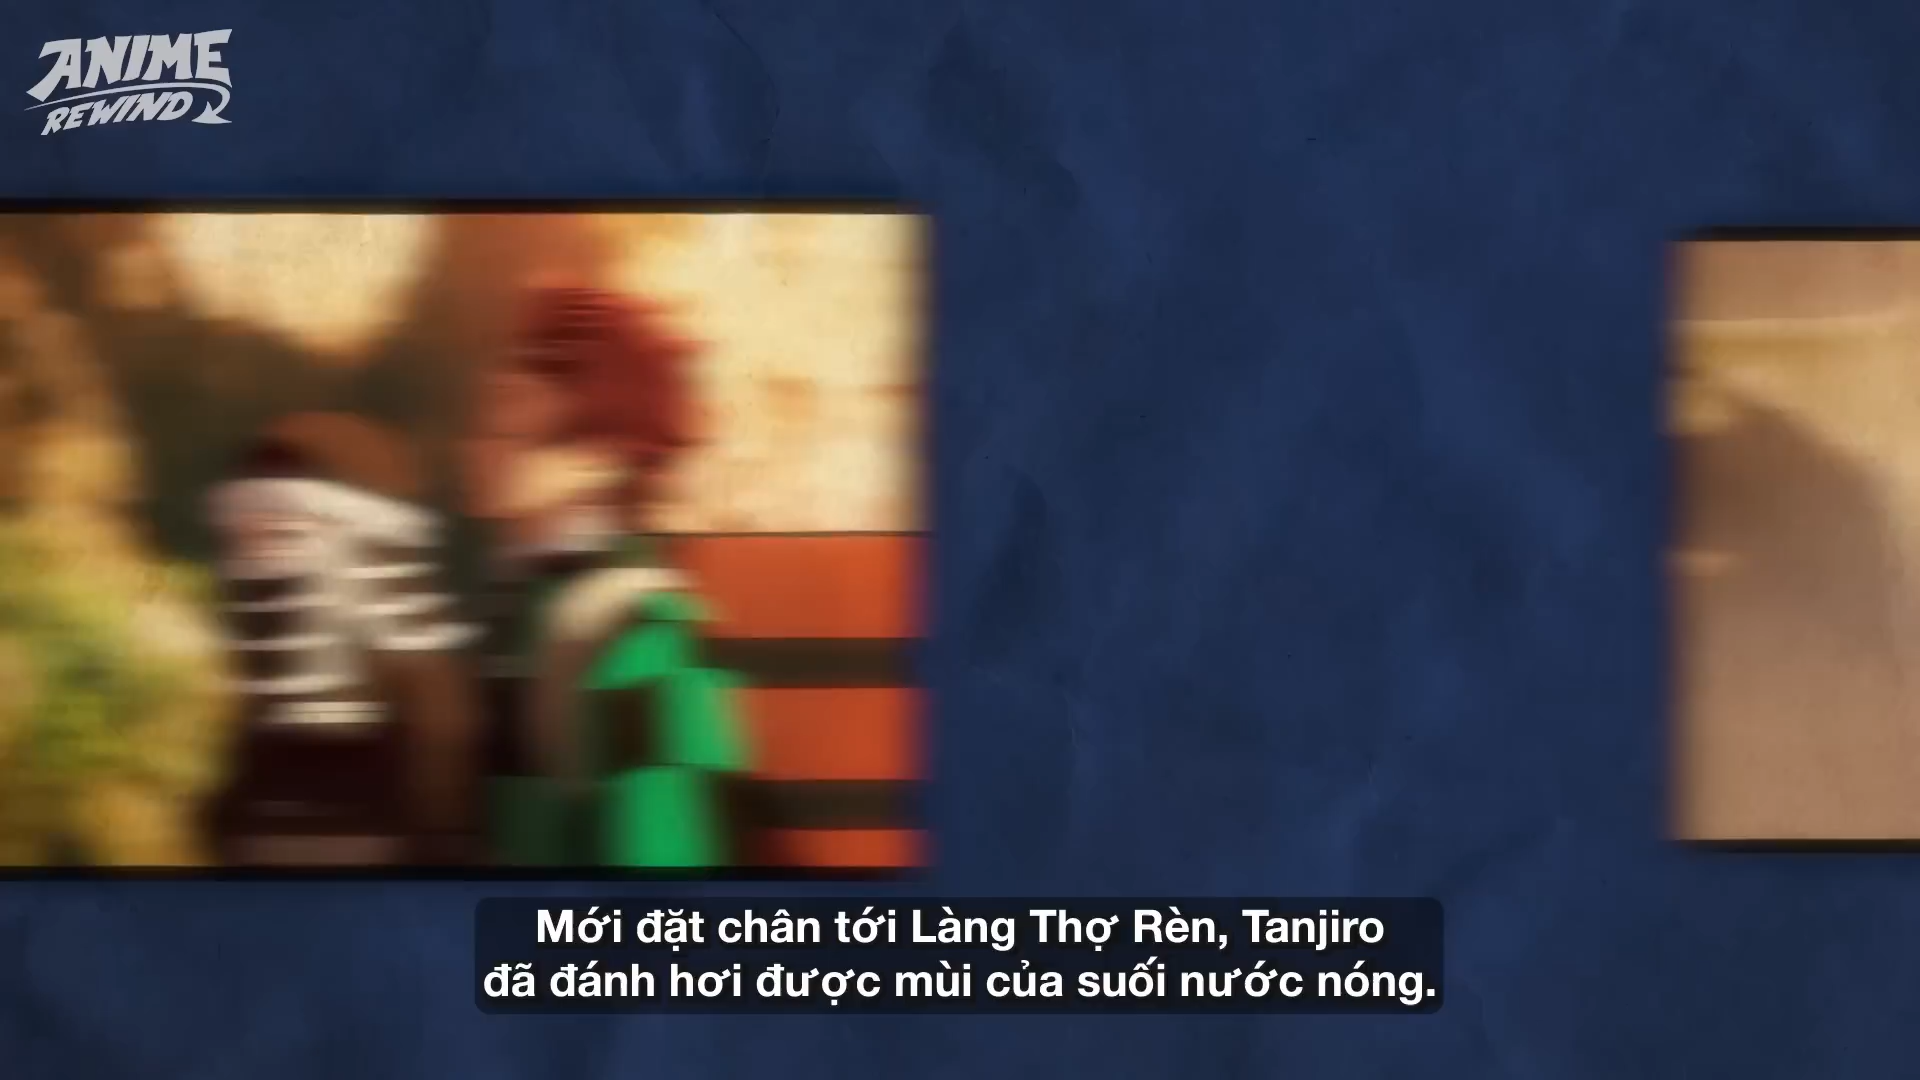 ANIME
REWIND
Mới đặt chân tới Làng Thợ Rèn, Tanjiro
đã đánh hơi được mùi của suối nước nóng.